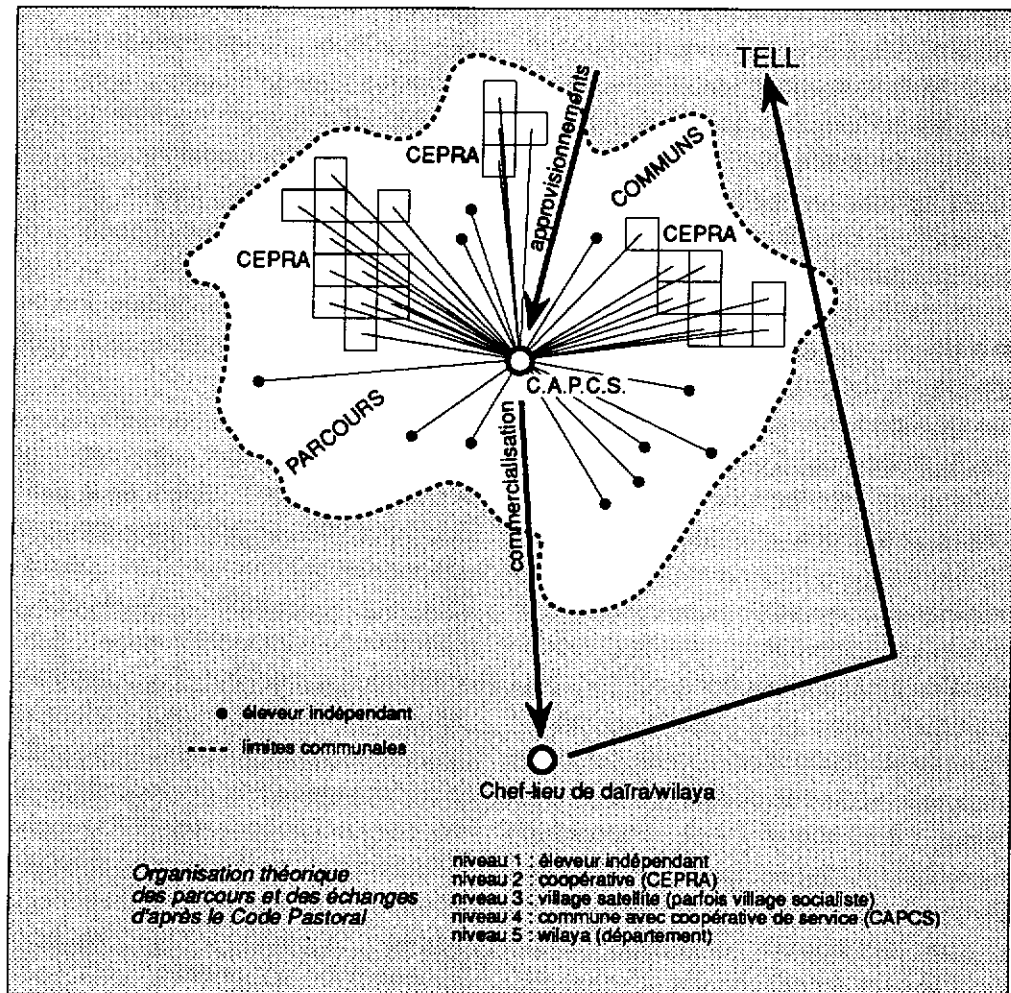 TELL
approvisionnements
COMMUNS
CEPRA
CEPRA
CEPRA
C.A.P.C.S.
PARCOURS
commercialisation
éleveur indépendant
limites communales
Chef-lieu de daïra/wilaya
Organisation théorique
des parcours et des échanges
d'après le Code Pastoral
niveau 1 : éleveur indépendant
niveau 2 : coopérative (CEPRA)
niveau 3 : village satellite (parfois village socialiste)
niveau 4 : commune avec coopérative de service (CAPCS)
niveau 5 : wilaya (département)